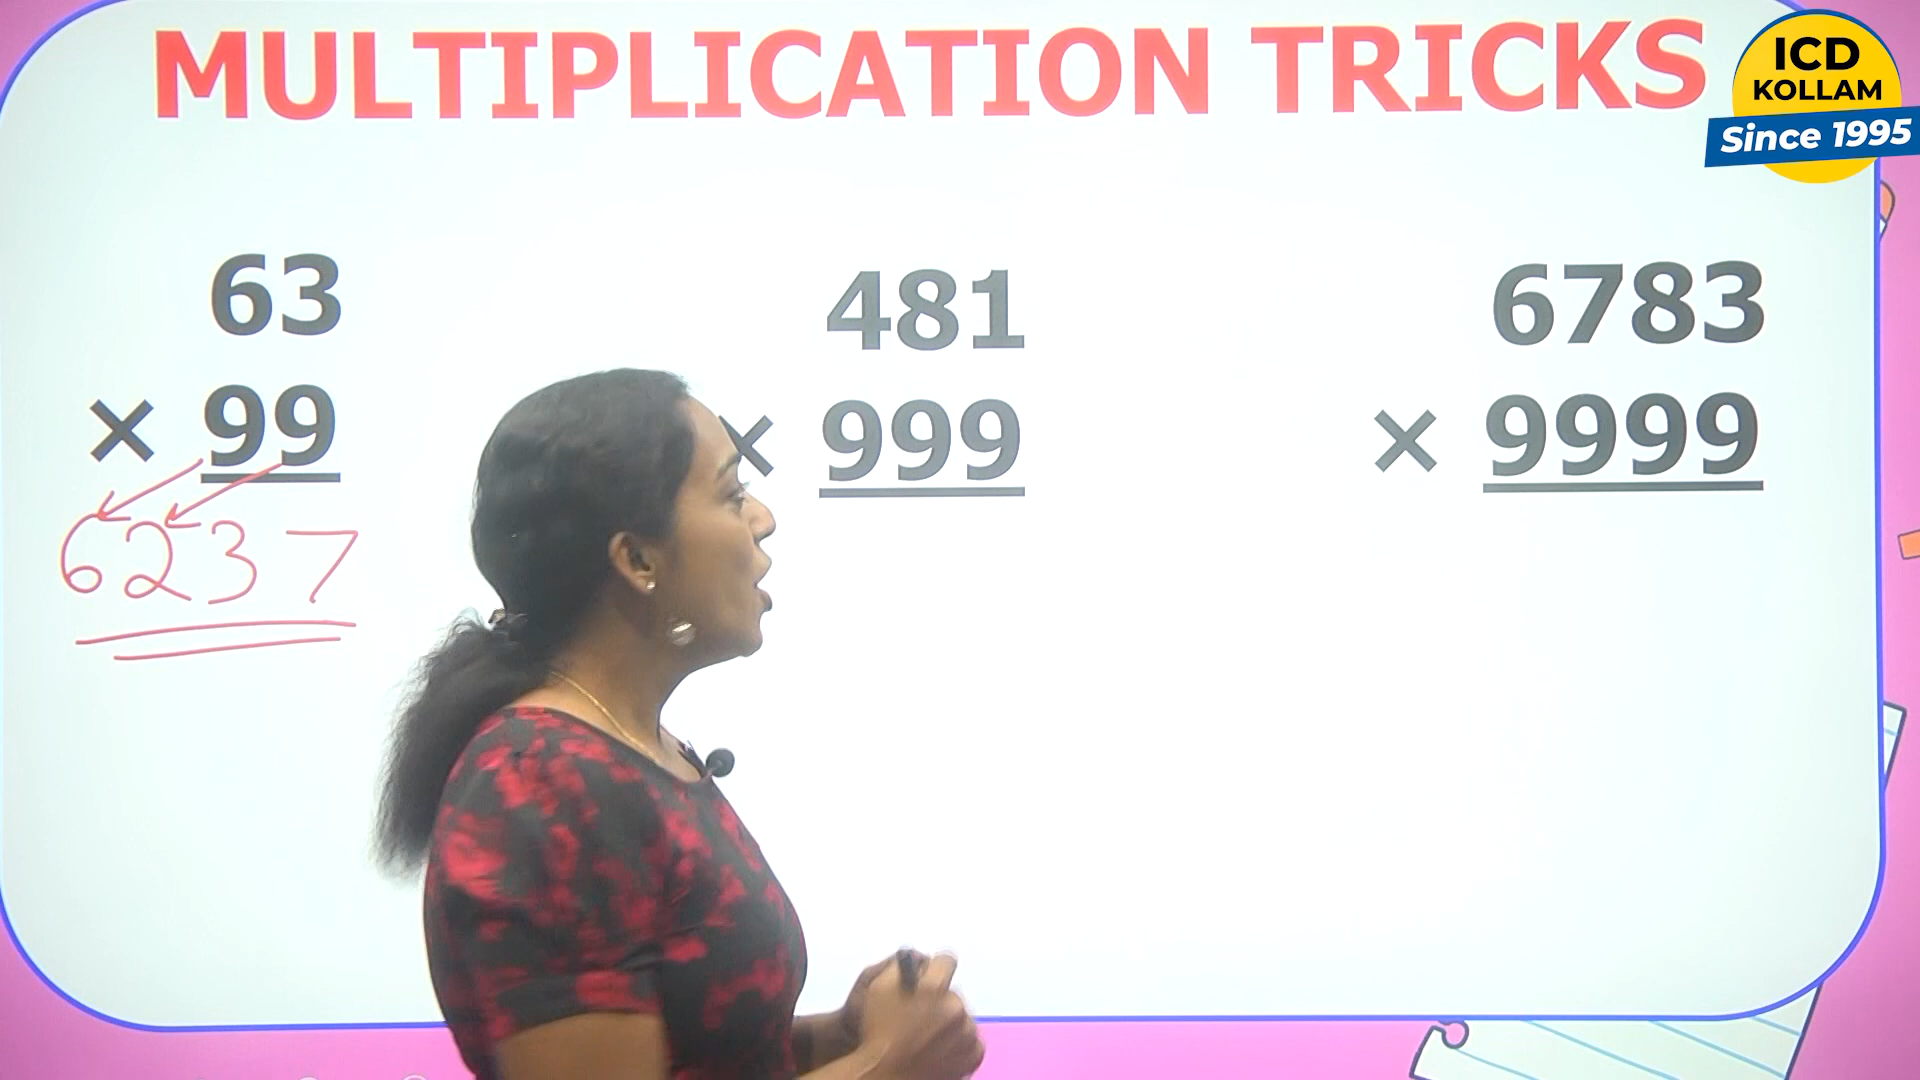 MULTIPLICATION TRICKS
ICD
KOLLAM
Since 1995
63
× 99
6237
481
× 999
6783
× 9999